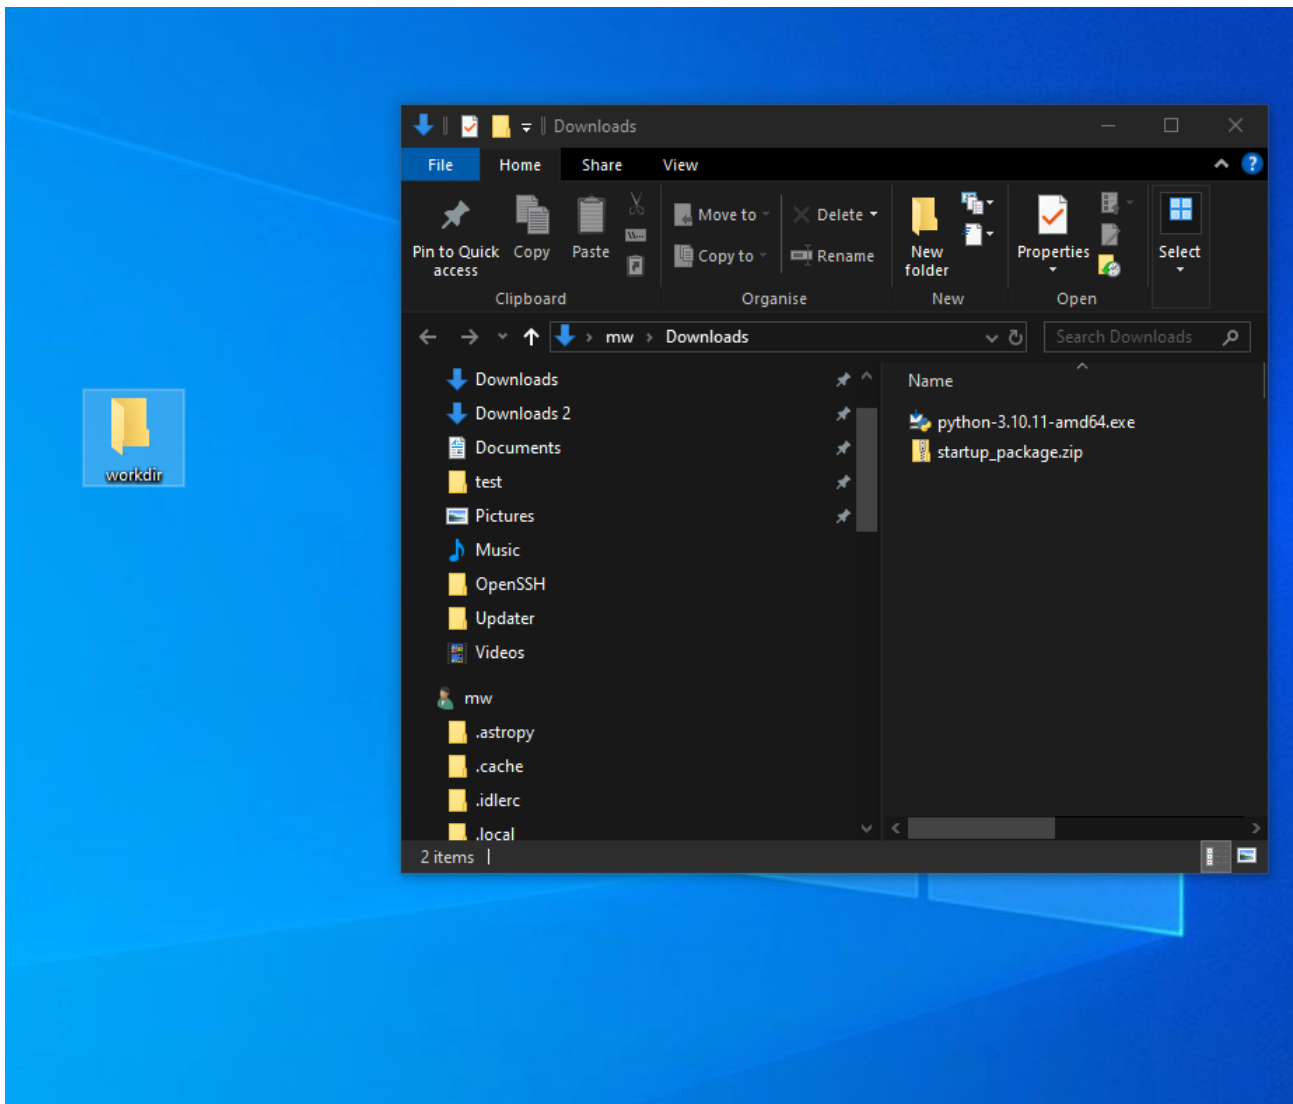 Downloads
File Home Share View
Pin to Quick access
Copy
Paste
Move to
Copy to
Delete
Rename
New folder
Properties
Select
Clipboard Organise New Open
mw Downloads
Search Downloads
Downloads
Downloads 2
Documents
test
Pictures
Music
OpenSSH
Updater
Videos
mw
.astropy
.cache
.idlerc
.local
Name
python-3.10.11-amd64.exe
startup_package.zip
2 items
workdir